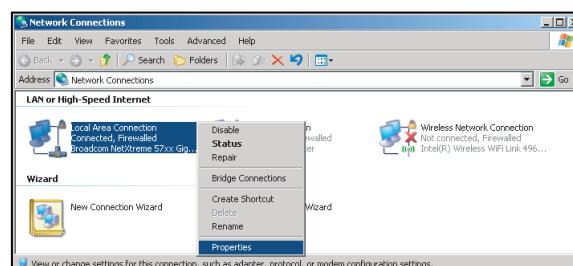 Network Connections
File Edit View Favorites Tools Advanced Help
Back Search Folders
Address Network Connections Go
LAN or High-Speed Internet
Local Area Connection
Connected, Firewalled
Broadcom NetXtreme 57xx Gig...
Disable
Status
Repair
Bridge Connections
Create Shortcut
Delete
Rename
Properties
Wireless Network Connection
Not connected, Firewalled
Intel(R) Wireless WiFi Link 496...
Wizard
New Connection Wizard
Wizard
View or change settings for this connection, such as adapter, protocol, or modem configuration settings.